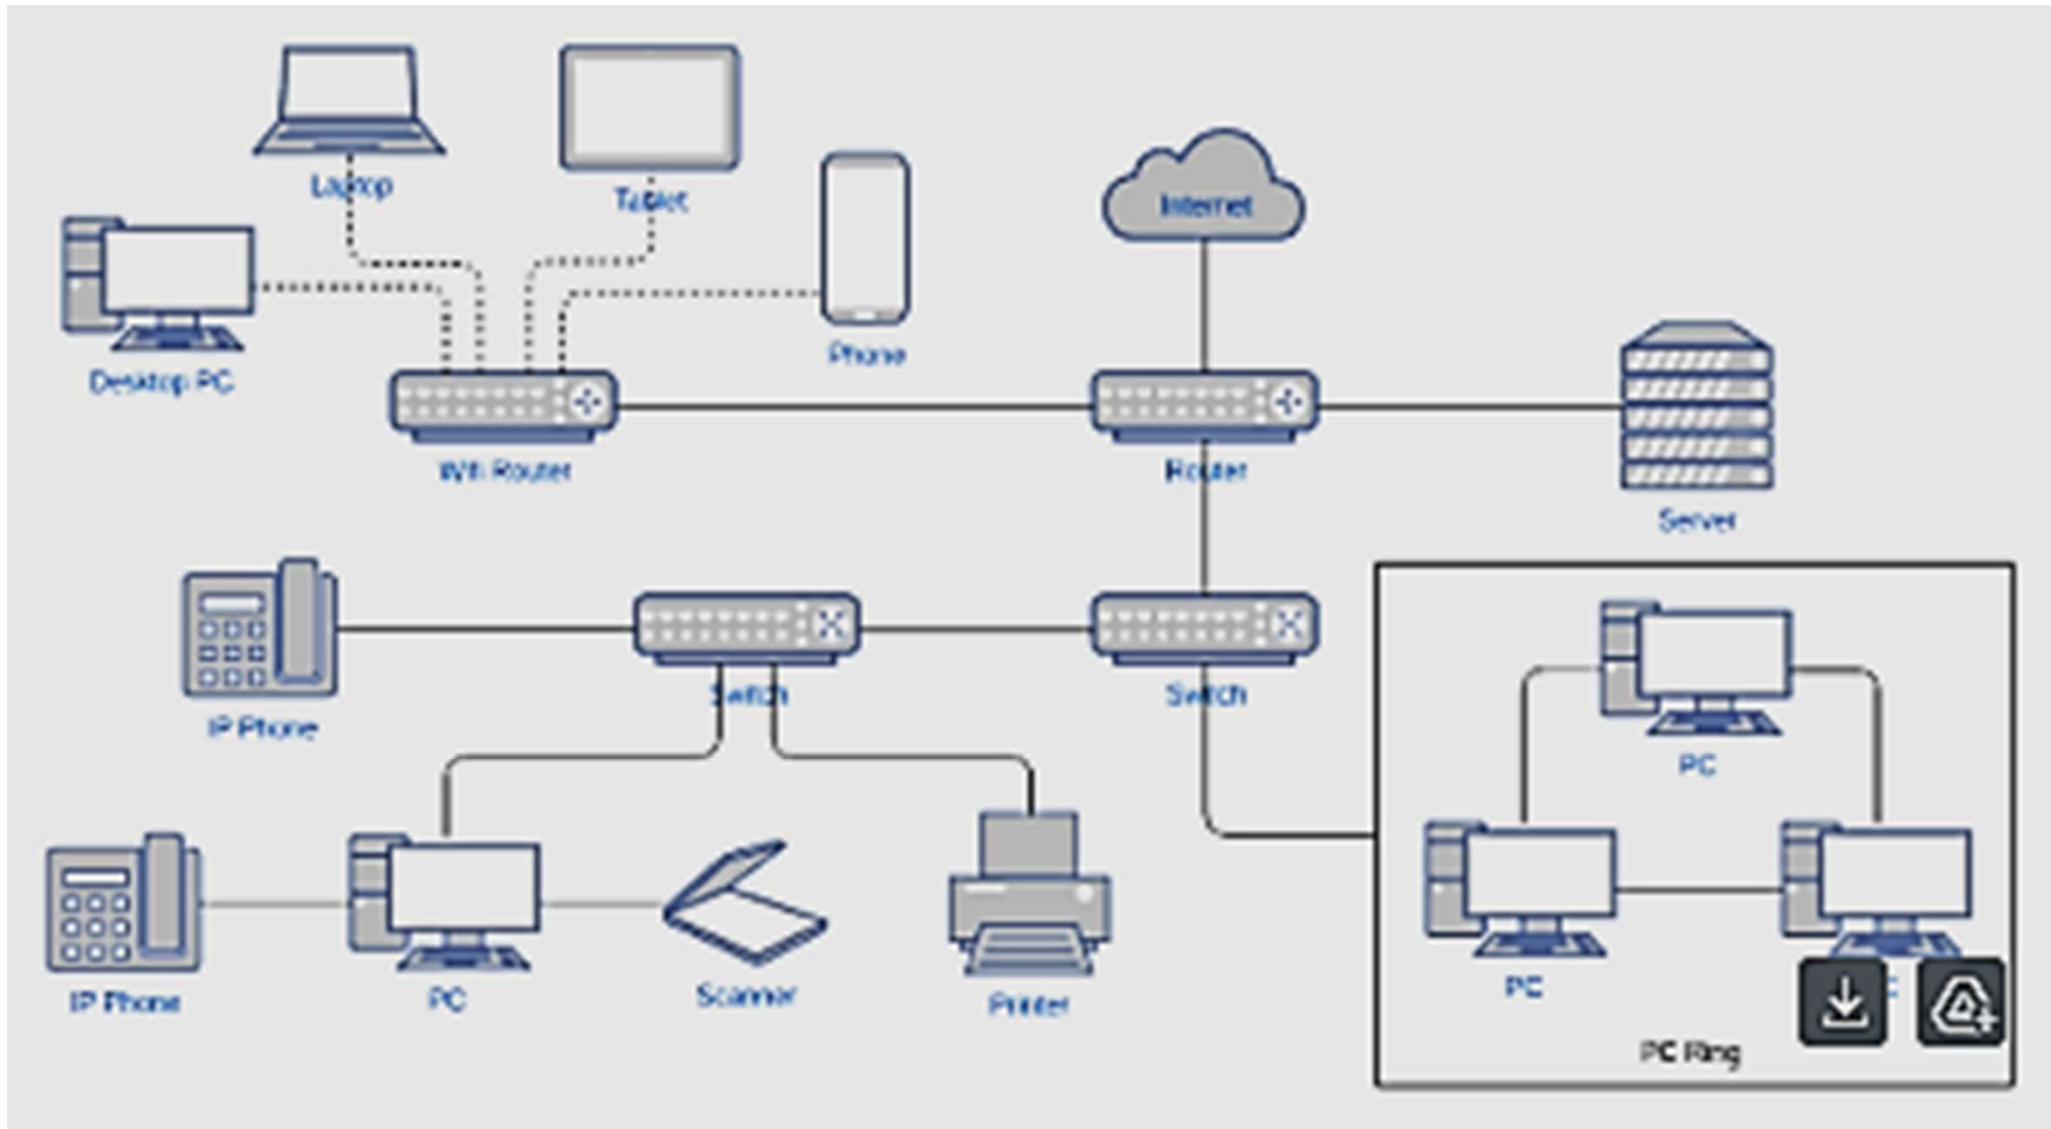 Laptop
Tablet
Internet
Phone
Desktop PC
Wifi Router
Router
Server
Switch
Switch
IP Phone
PC
PC
IP Phone
PC
Scanner
Printer
PC Ring